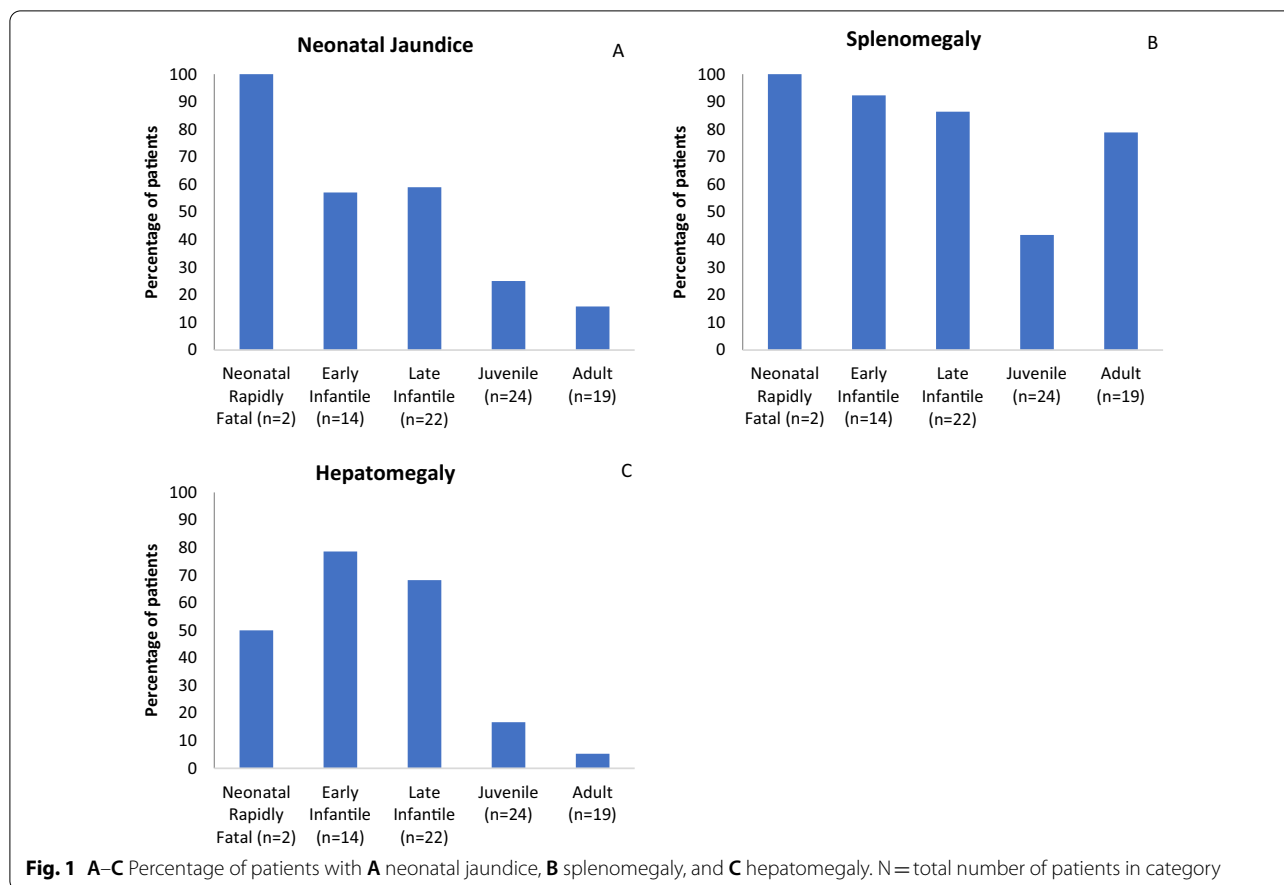 Neonatal Jaundice
A
Percentage of patients
100
90
80
70
60
50
40
30
20
10
0
Neonatal
Rapidly
Fatal (n=2)
Early
Infantile
(n=14)
Late
Infantile
(n=22)
Juvenile
(n=24)
Adult
(n=19)
Splenomegaly
B
Percentage of patients
100
90
80
70
60
50
40
30
20
10
0
Neonatal
Rapidly
Fatal (n=2)
Early
Infantile
(n=14)
Late
Infantile
(n=22)
Juvenile
(n=24)
Adult
(n=19)
Hepatomegaly
C
Percentage of patients
100
90
80
70
60
50
40
30
20
10
0
Neonatal
Rapidly
Fatal (n=2)
Early
Infantile
(n=14)
Late
Infantile
(n=22)
Juvenile
(n=24)
Adult
(n=19)
Fig. 1 A–C Percentage of patients with A neonatal jaundice, B splenomegaly, and C hepatomegaly. N = total number of patients in category